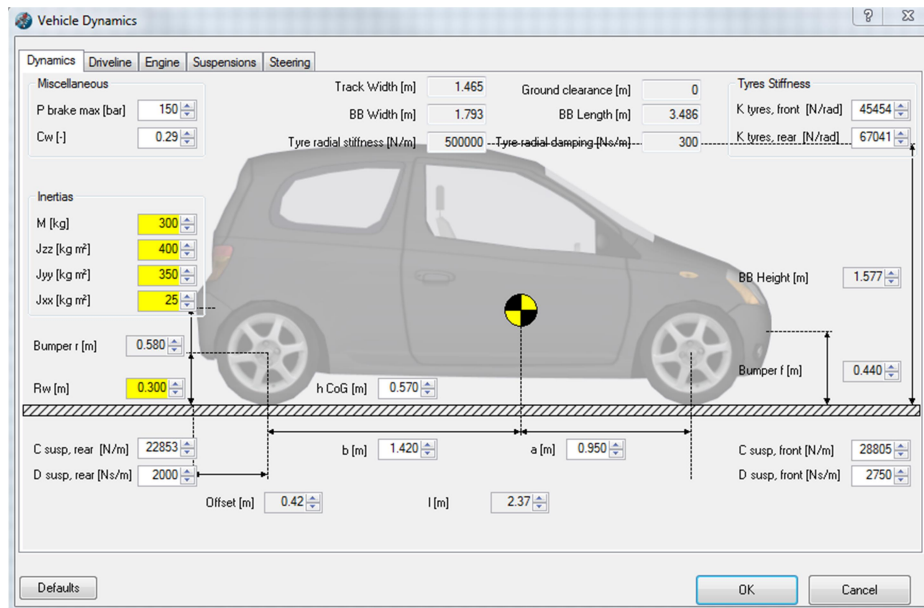 Vehicle Dynamics
Dynamics Driveline Engine Suspensions Steering
Miscellaneous
P brake max [bar] 150
Cw [-] 0.29
Track Width [m] 1.465
BB Width [m] 1.793
Tyre radial stiffness [N/m] 500000
Ground clearance [m] 0
BB Length [m] 3.486
Tyre radial damping [Ns/m] 300
Tyres Stiffness
K tyres, front [N/rad] 45454
K tyres, rear [N/rad] 67041
Inertias
M [kg] 300
Jzz [kg m²] 400
Jyy [kg m²] 350
Jxx [kg m²] 25
BB Height [m] 1.577
Bumper r [m] 0.580
Bumper f [m] 0.440
Rw [m] 0.300
h CoG [m] 0.570
C susp, rear [N/m] 22853
D susp, rear [Ns/m] 2000
b [m] 1.420
a [m] 0.950
C susp, front [N/m] 28805
D susp, front [Ns/m] 2750
Offset [m] 0.42
l [m] 2.37
Defaults
OK
Cancel